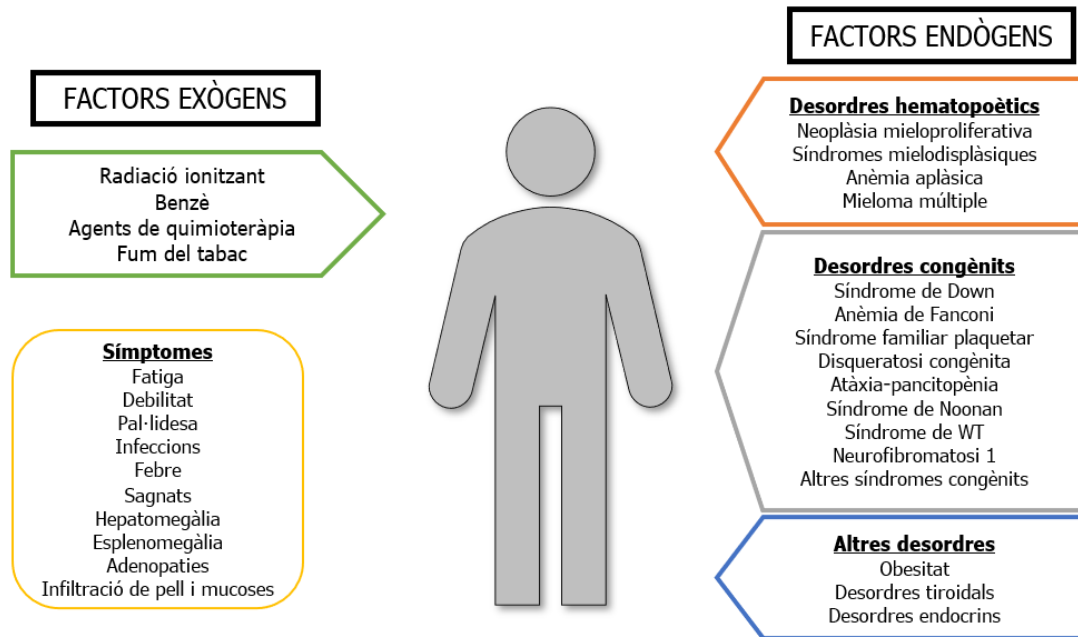 FACTORS EXÒGENS
Radiació ionitzant
Benzè
Agents de quimioteràpia
Fum del tabac
Símptomes
Fatiga
Debilitat
Pal·lidesa
Infeccions
Febre
Sagnats
Hepatomegàlia
Esplenomegàlia
Adenopaties
Infiltració de pell i mucoses
FACTORS ENDÒGENS
Desordres hematopoètics
Neoplàsia mieloproliferativa
Síndromes mielodisplàsiques
Anèmia aplàsica
Mieloma múltiple
Desordres congènits
Síndrome de Down
Anèmia de Fanconi
Síndrome familiar plaquetar
Disqueratosi congènita
Atàxia-pancitopènia
Síndrome de Noonan
Síndrome de WT
Neurofibromatosi 1
Altres síndromes congènits
Altres desordres
Obesitat
Desordres tiroidals
Desordres endocrins